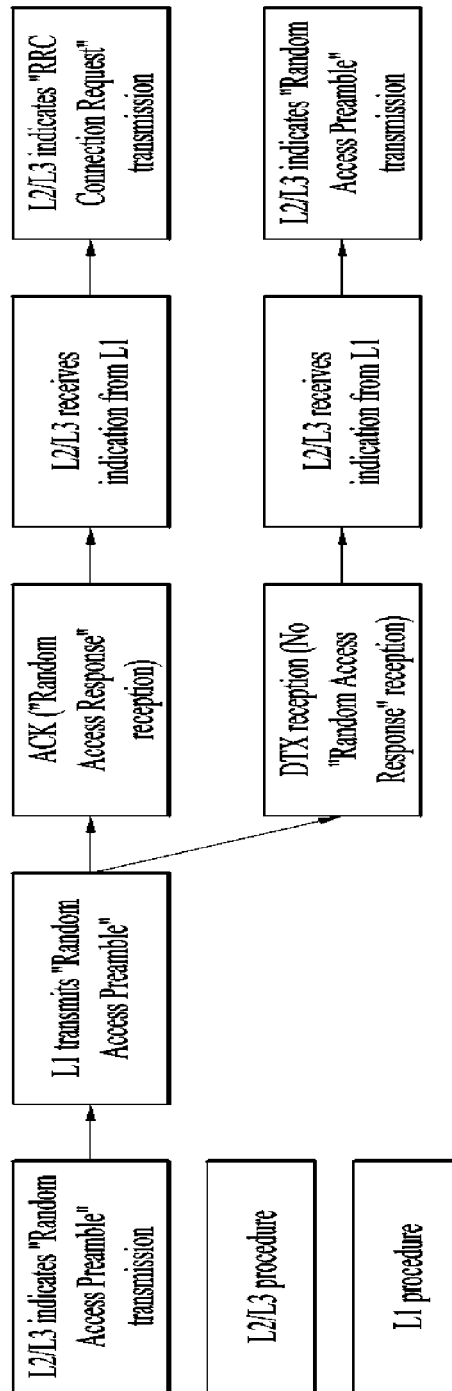 L2/L3 indicates "Random
Access Preamble"
transmission
L1 transmits "Random
Access Preamble"
ACK ("Random
Access Response"
reception)
L2/L3 receives
indication from L1
L2/L3 indicates "RRC
Connection Request"
transmission
DTX reception (No
"Random Access
Response" reception)
L2/L3 receives
indication from L1
L2/L3 indicates "Random
Access Preamble"
transmission
L2/L3 procedure
L1 procedure